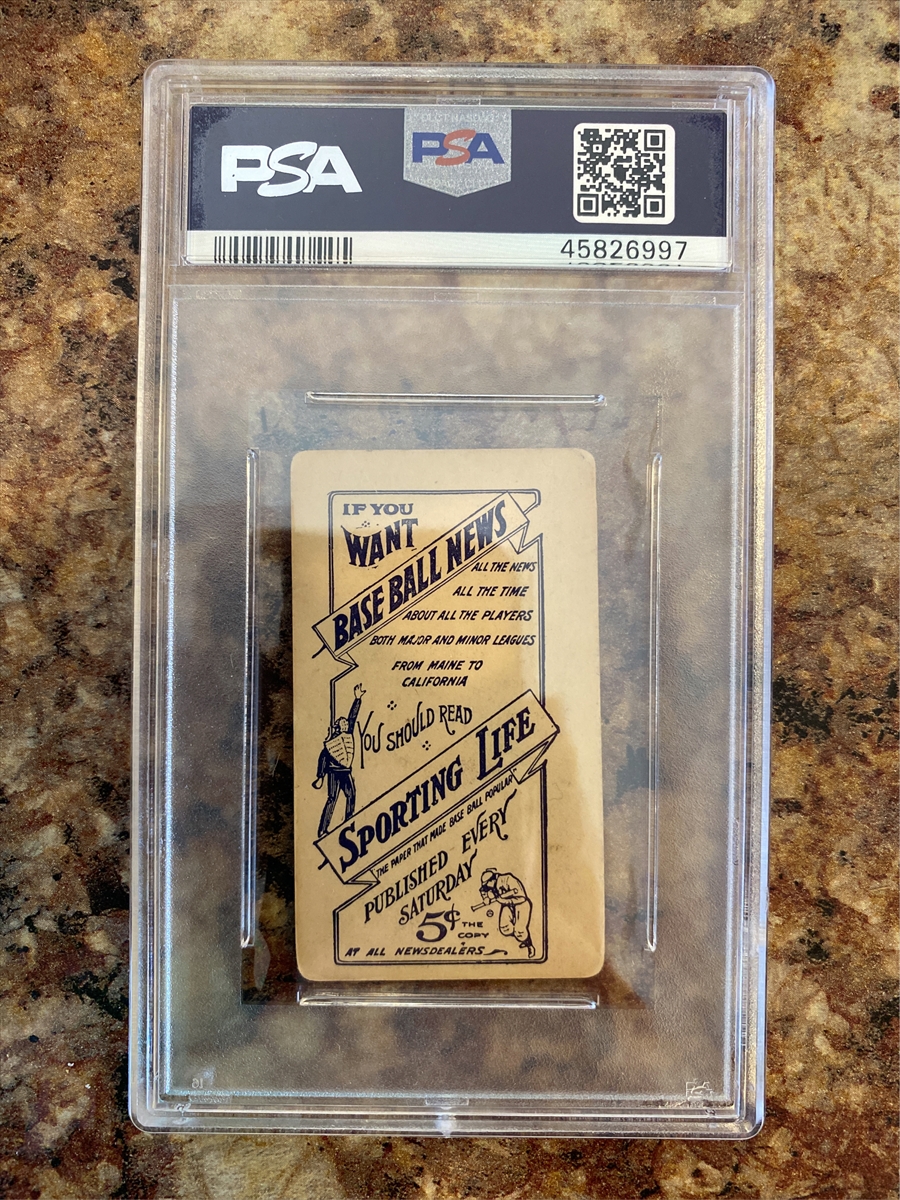 PSA
PSA
45826997
IF YOU
WANT
BASE BALL NEWS
ALL THE NEWS
ALL THE TIME
ABOUT ALL THE PLAYERS
BOTH MAJOR AND MINOR LEAGUES
FROM MAINE TO
CALIFORNIA
YOU SHOULD READ
SPORTING LIFE
THE PAPER THAT MADE BASE BALL POPULAR
PUBLISHED EVERY
SATURDAY
5¢ THE
COPY
AT ALL NEWSDEALERS